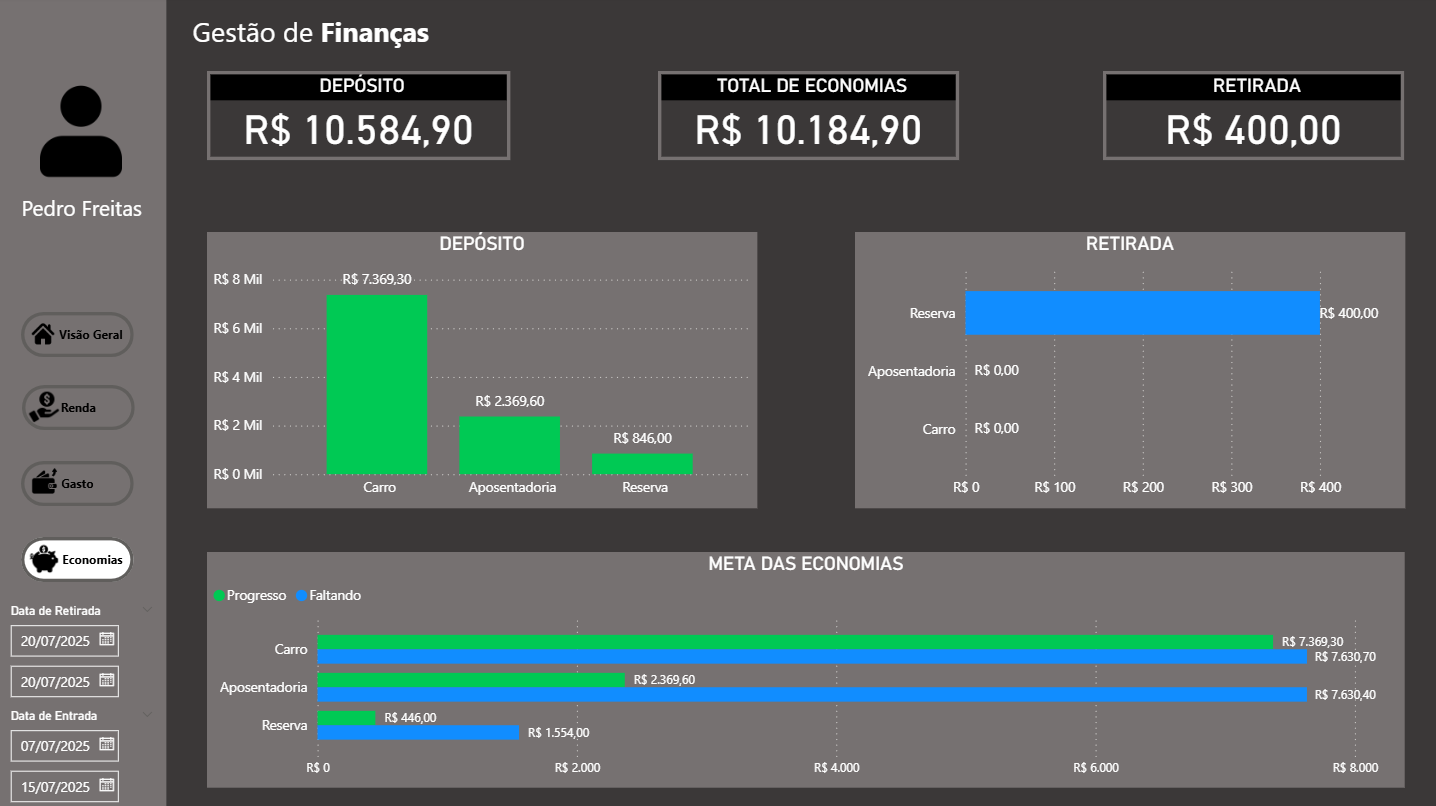 Gestão de Finanças
Pedro Freitas
Visão Geral
Renda
Gasto
Economias
Data de Retirada
20/07/2025
20/07/2025
Data de Entrada
07/07/2025
15/07/2025
DEPÓSITO
R$ 10.584,90
TOTAL DE ECONOMIAS
R$ 10.184,90
RETIRADA
R$ 400,00
DEPÓSITO
R$ 8 Mil
R$ 6 Mil
R$ 4 Mil
R$ 2 Mil
R$ 0 Mil
R$ 7.369,30
R$ 2.369,60
R$ 846,00
Carro
Aposentadoria
Reserva
RETIRADA
Reserva
R$ 400,00
Aposentadoria
R$ 0,00
Carro
R$ 0,00
R$ 0
R$ 100
R$ 200
R$ 300
R$ 400
META DAS ECONOMIAS
Progresso
Faltando
Carro
R$ 7.369,30
R$ 7.630,70
Aposentadoria
R$ 2.369,60
R$ 7.630,40
Reserva
R$ 446,00
R$ 1.554,00
R$ 0
R$ 2.000
R$ 4.000
R$ 6.000
R$ 8.000